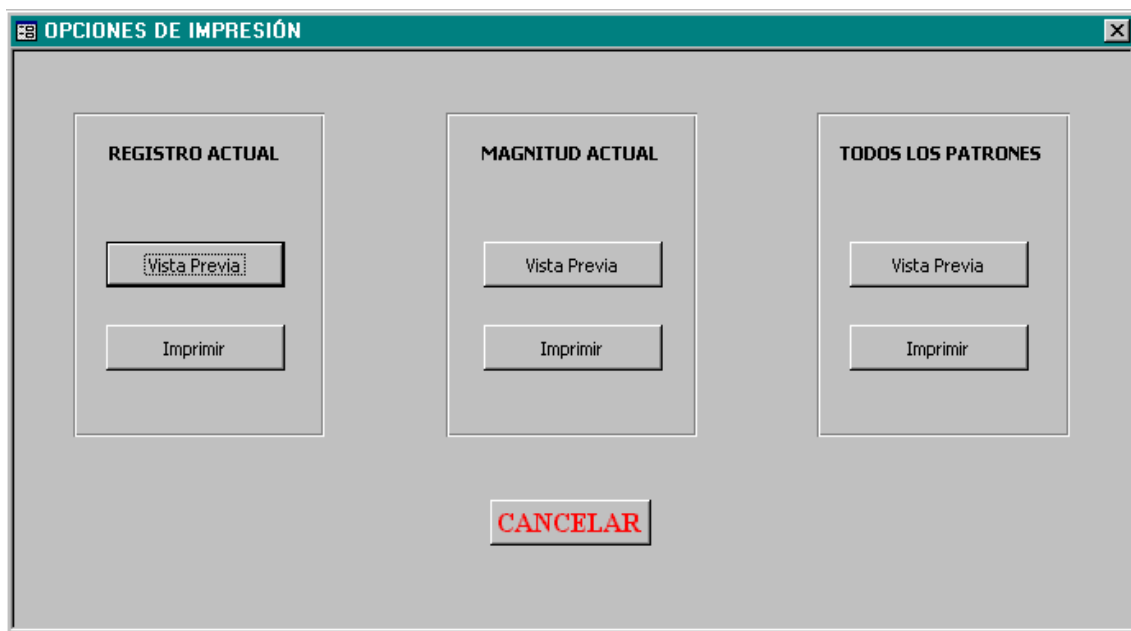 OPCIONES DE IMPRESIÓN
REGISTRO ACTUAL
Vista Previa
Imprimir
MAGNITUD ACTUAL
Vista Previa
Imprimir
TODOS LOS PATRONES
Vista Previa
Imprimir
CANCELAR